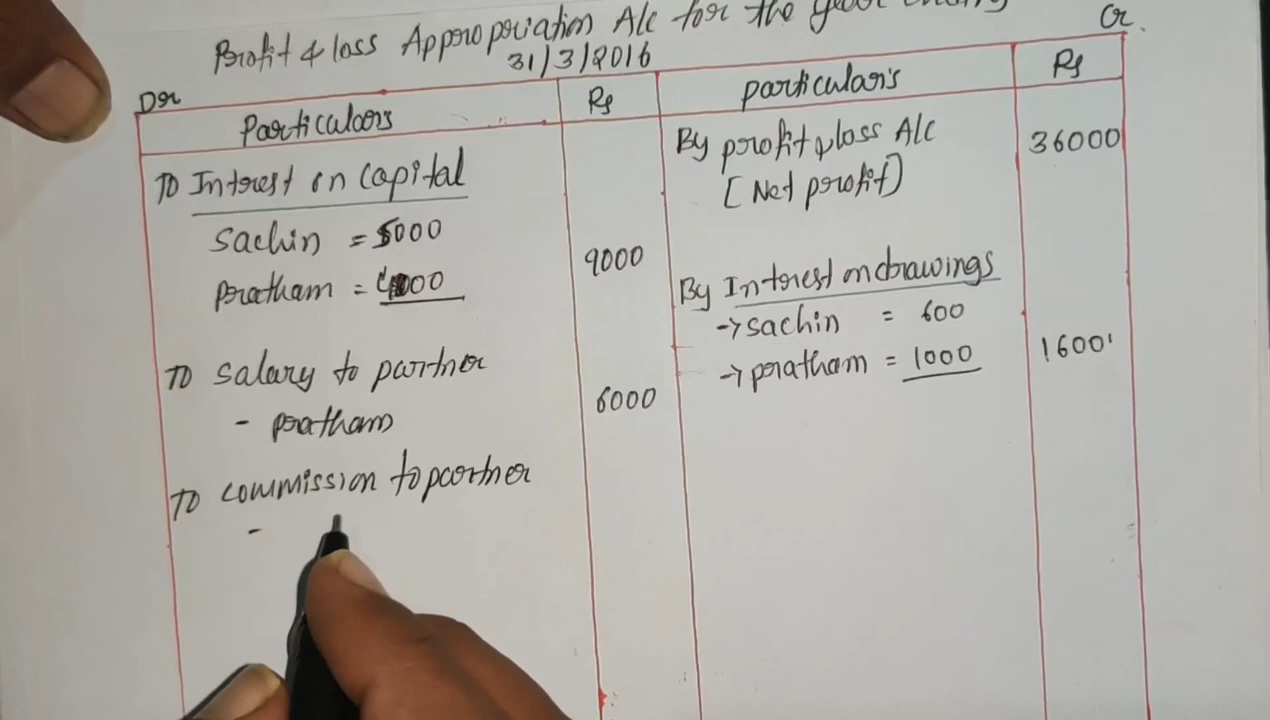 Profit & loss Appropriation A/c for the year ending
31/3/2016
Dr
Cr.
Particulars Rs particulars Rs
To Interest on capital
Sachin = 5000
pratham = 4000
9000
To salary to partner
- pratham
6000
To commission to partner
-
By profit & loss A/c 36000
[Net profit]
By Interest on drawings
→ sachin = 600
→ pratham = 1000
1600